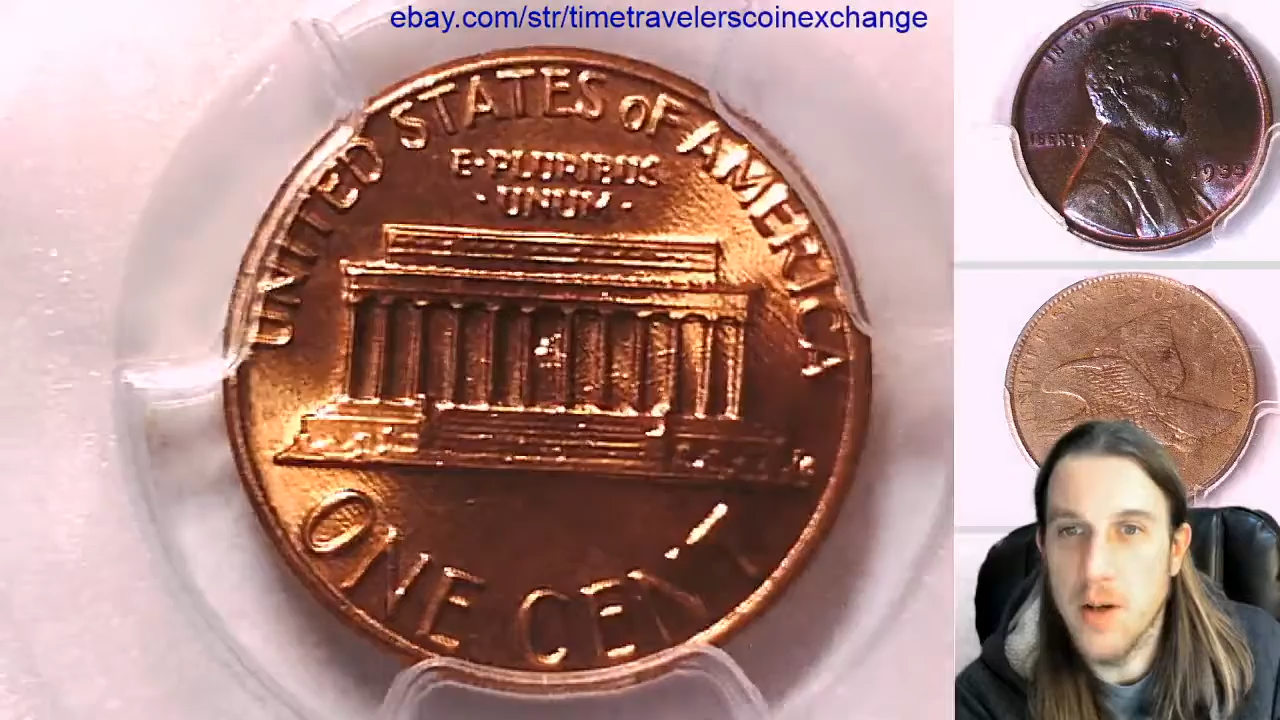 ebay.com/str/timetravelerscoinexchange
UNITED STATES OF AMERICA
E·PLURIBUS
·UNUM·
ONE CENT
IN GOD WE TRUST
LIBERTY